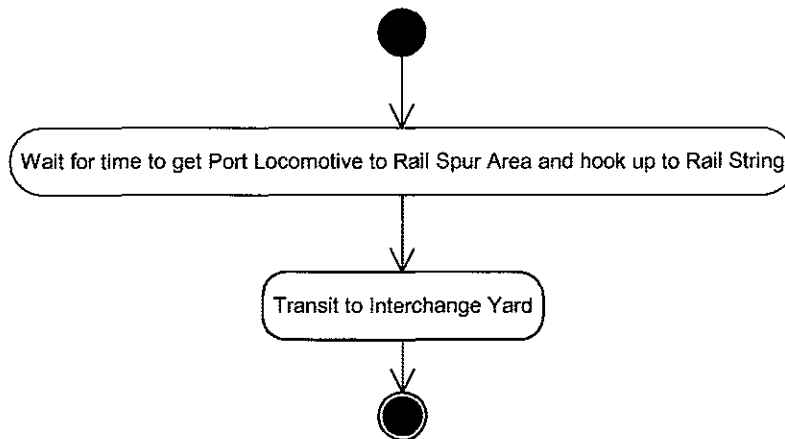 Wait for time to get Port Locomotive to Rail Spur Area and hook up to Rail String
Transit to Interchange Yard